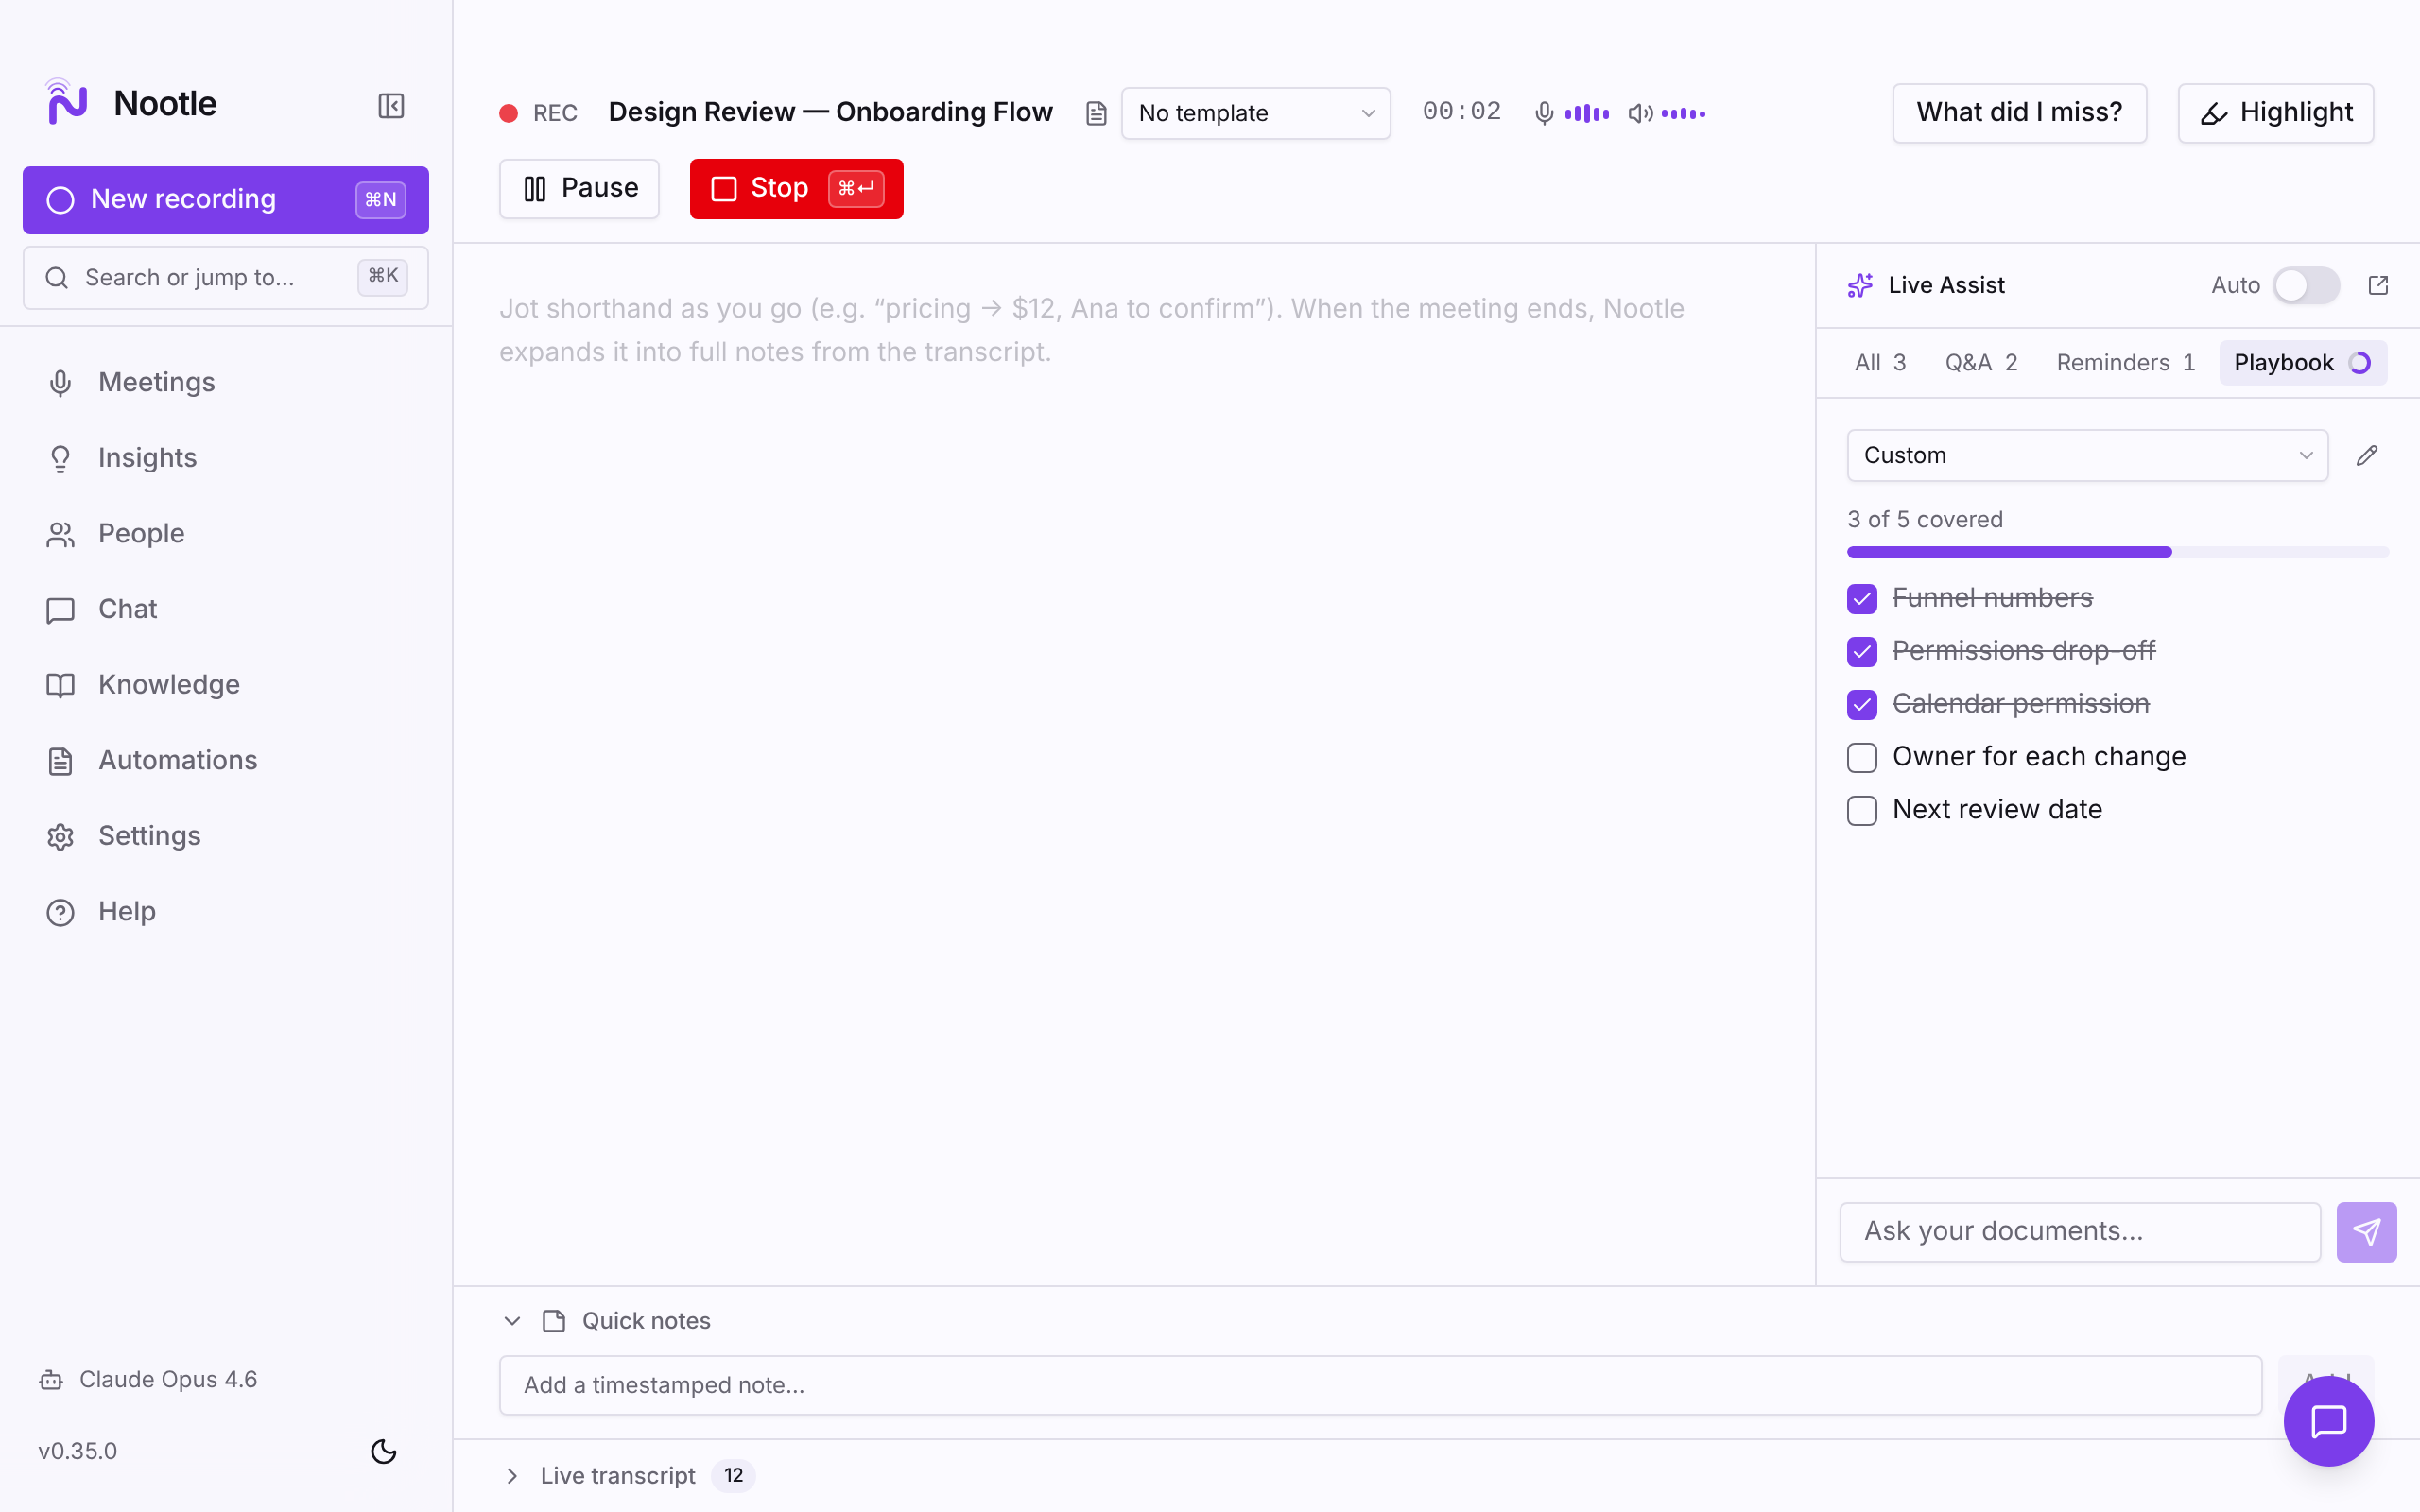 Nootle
New recording ⌘N
Search or jump to... ⌘K
Meetings
Insights
People
Chat
Knowledge
Automations
Settings
Help
Claude Opus 4.6
v0.35.0
REC Design Review — Onboarding Flow No template 00:02 What did I miss? Highlight
Pause Stop ⌘↵
Jot shorthand as you go (e.g. “pricing → $12, Ana to confirm”). When the meeting ends, Nootle
expands it into full notes from the transcript.
Live Assist Auto
All 3 Q&A 2 Reminders 1 Playbook
Custom
3 of 5 covered
Funnel numbers
Permissions drop-off
Calendar permission
Owner for each change
Next review date
Ask your documents...
Quick notes
Add a timestamped note...
Live transcript 12